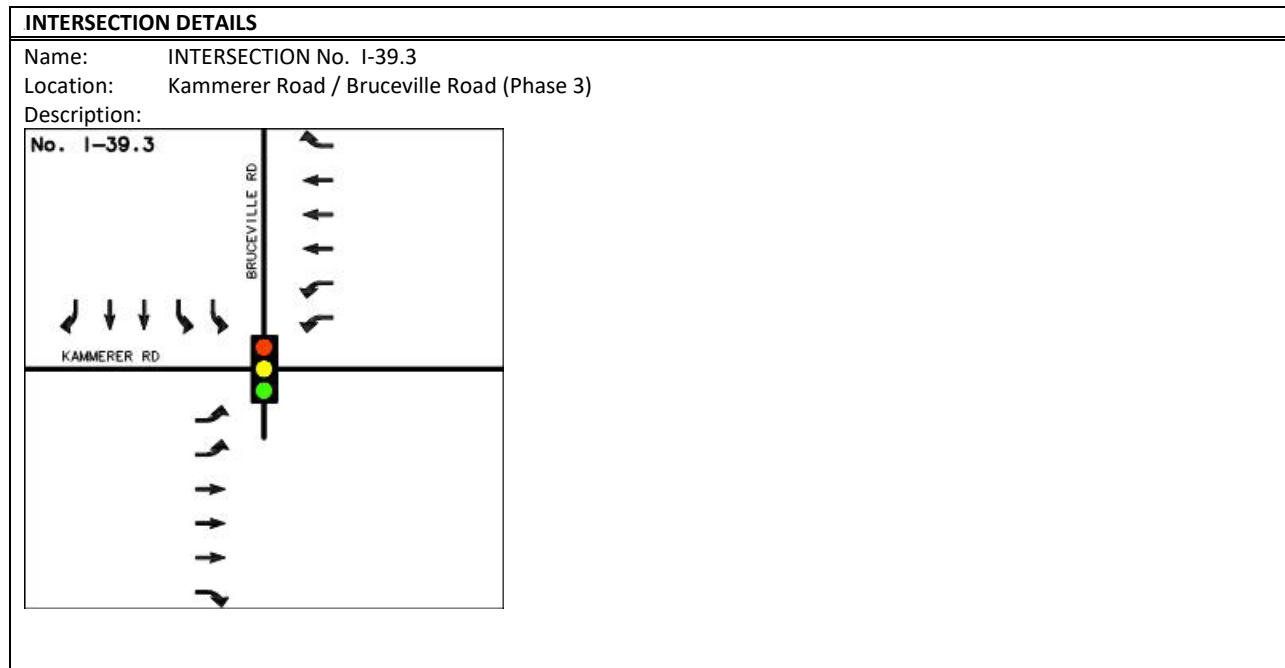 INTERSECTION DETAILS
Name: INTERSECTION No. I-39.3
Location: Kammerer Road / Bruceville Road (Phase 3)
Description:
No. I-39.3
BRUCEVILLE RD
KAMMERER RD